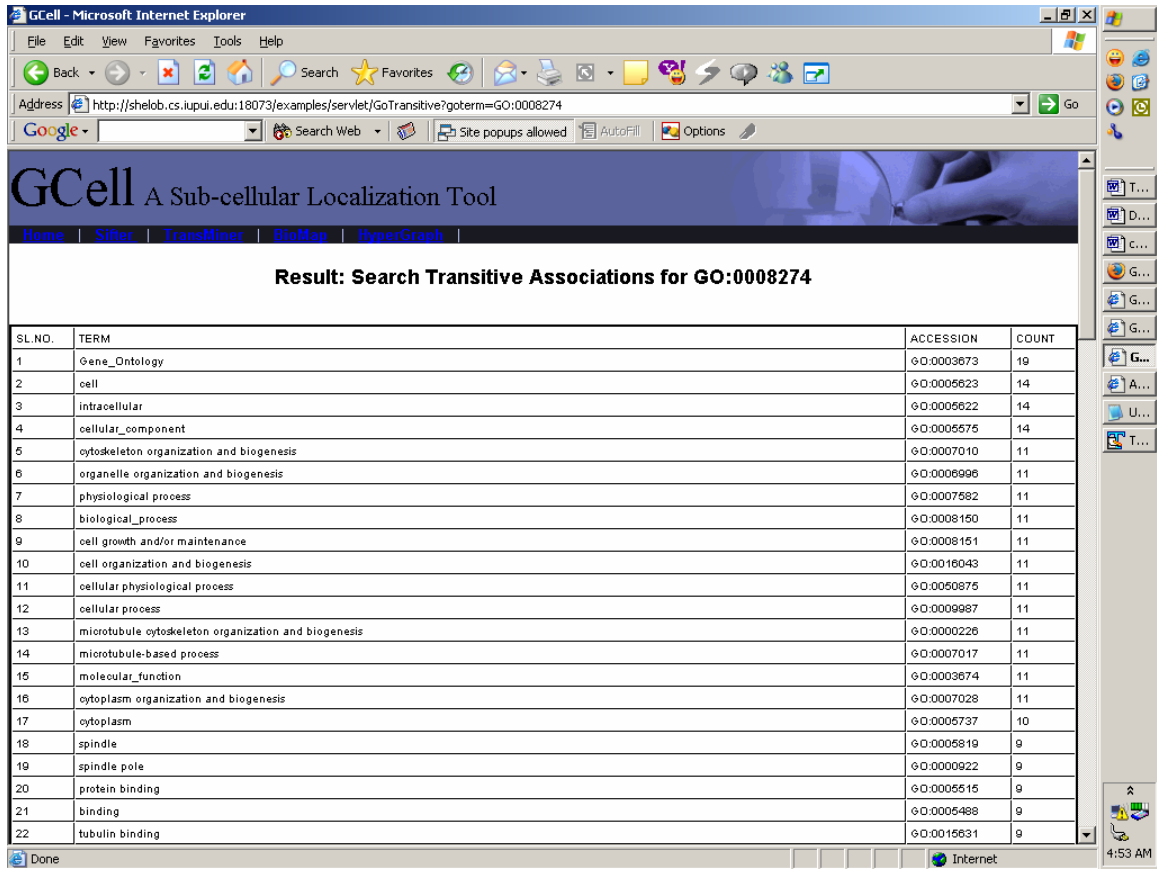 GCell - Microsoft Internet Explorer
File Edit View Favorites Tools Help
Back Search Favorites
Address http://shelob.cs.iupui.edu:18073/examples/servlet/GoTransitive?goterm=GO:0008274 Go
Google Search Web Site popups allowed AutoFill Options
GCell A Sub-cellular Localization Tool
Home | Sifter | TransMiner | BioMap | HyperGraph |
Result: Search Transitive Associations for GO:0008274
SL.NO. TERM ACCESSION COUNT
1 Gene_Ontology GO:0003673 19
2 cell GO:0005623 14
3 intracellular GO:0005622 14
4 cellular_component GO:0005575 14
5 cytoskeleton organization and biogenesis GO:0007010 11
6 organelle organization and biogenesis GO:0006996 11
7 physiological process GO:0007582 11
8 biological_process GO:0008150 11
9 cell growth and/or maintenance GO:0008151 11
10 cell organization and biogenesis GO:0016043 11
11 cellular physiological process GO:0050875 11
12 cellular process GO:0009987 11
13 microtubule cytoskeleton organization and biogenesis GO:0000226 11
14 microtubule-based process GO:0007017 11
15 molecular_function GO:0003674 11
16 cytoplasm organization and biogenesis GO:0007028 11
17 cytoplasm GO:0005737 10
18 spindle GO:0005819 9
19 spindle pole GO:0000922 9
20 protein binding GO:0005515 9
21 binding GO:0005488 9
22 tubulin binding GO:0015631 9
Done Internet
T...
D...
c...
G...
G...
G...
G...
A...
U...
T...
4:53 AM